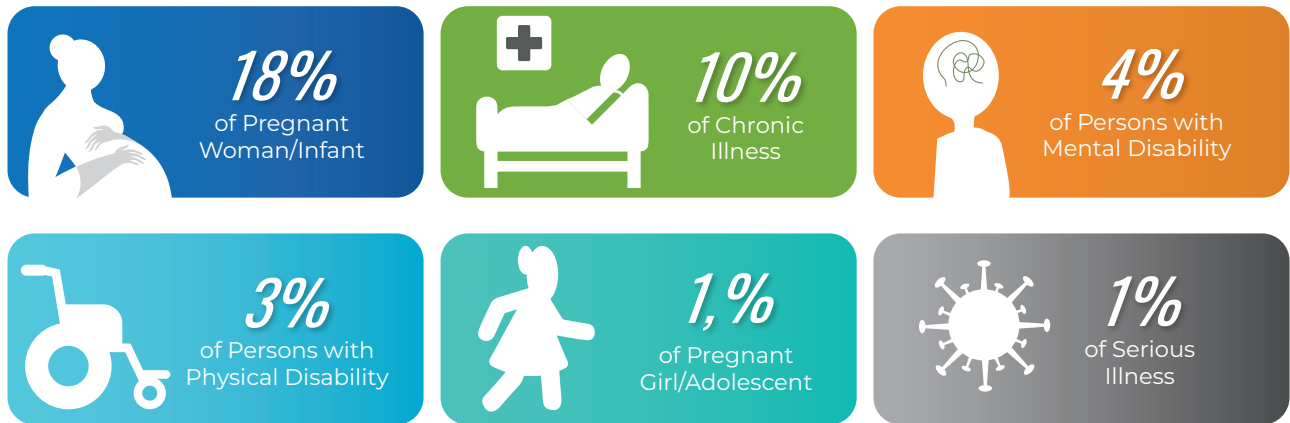 18%
of Pregnant
Woman/Infant
10%
of Chronic
Illness
4%
of Persons with
Mental Disability
3%
of Persons with
Physical Disability
1,%
of Pregnant
Girl/Adolescent
1%
of Serious
Illness